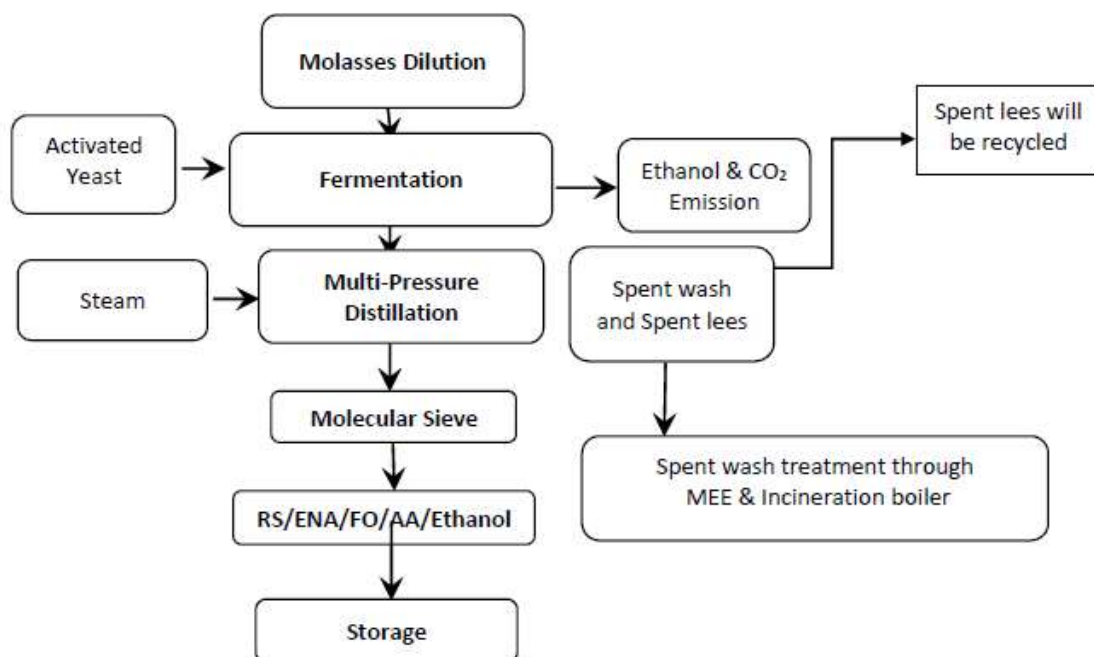 Molasses Dilution
Spent lees will
be recycled
Activated
Yeast
Fermentation
Ethanol & CO₂
Emission
Steam
Multi-Pressure
Distillation
Spent wash
and Spent lees
Molecular Sieve
Spent wash treatment through
MEE & Incineration boiler
RS/ENA/FO/AA/Ethanol
Storage